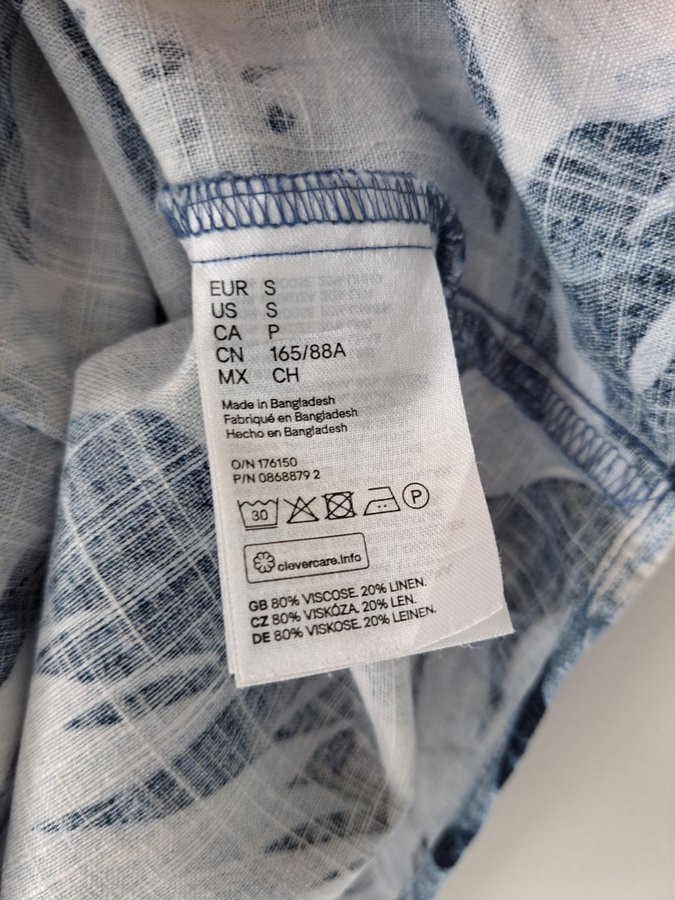 EUR S
US S
CA P
CN 165/88A
MX CH
Made in Bangladesh
Fabriqué en Bangladesh
Hecho en Bangladesh
O/N 176150
P/N 0868879 2
30 P
clevercare.info
GB 80% VISCOSE. 20% LINEN.
CZ 80% VISKÓZA. 20% LEN.
DE 80% VISKOSE. 20% LEINEN.